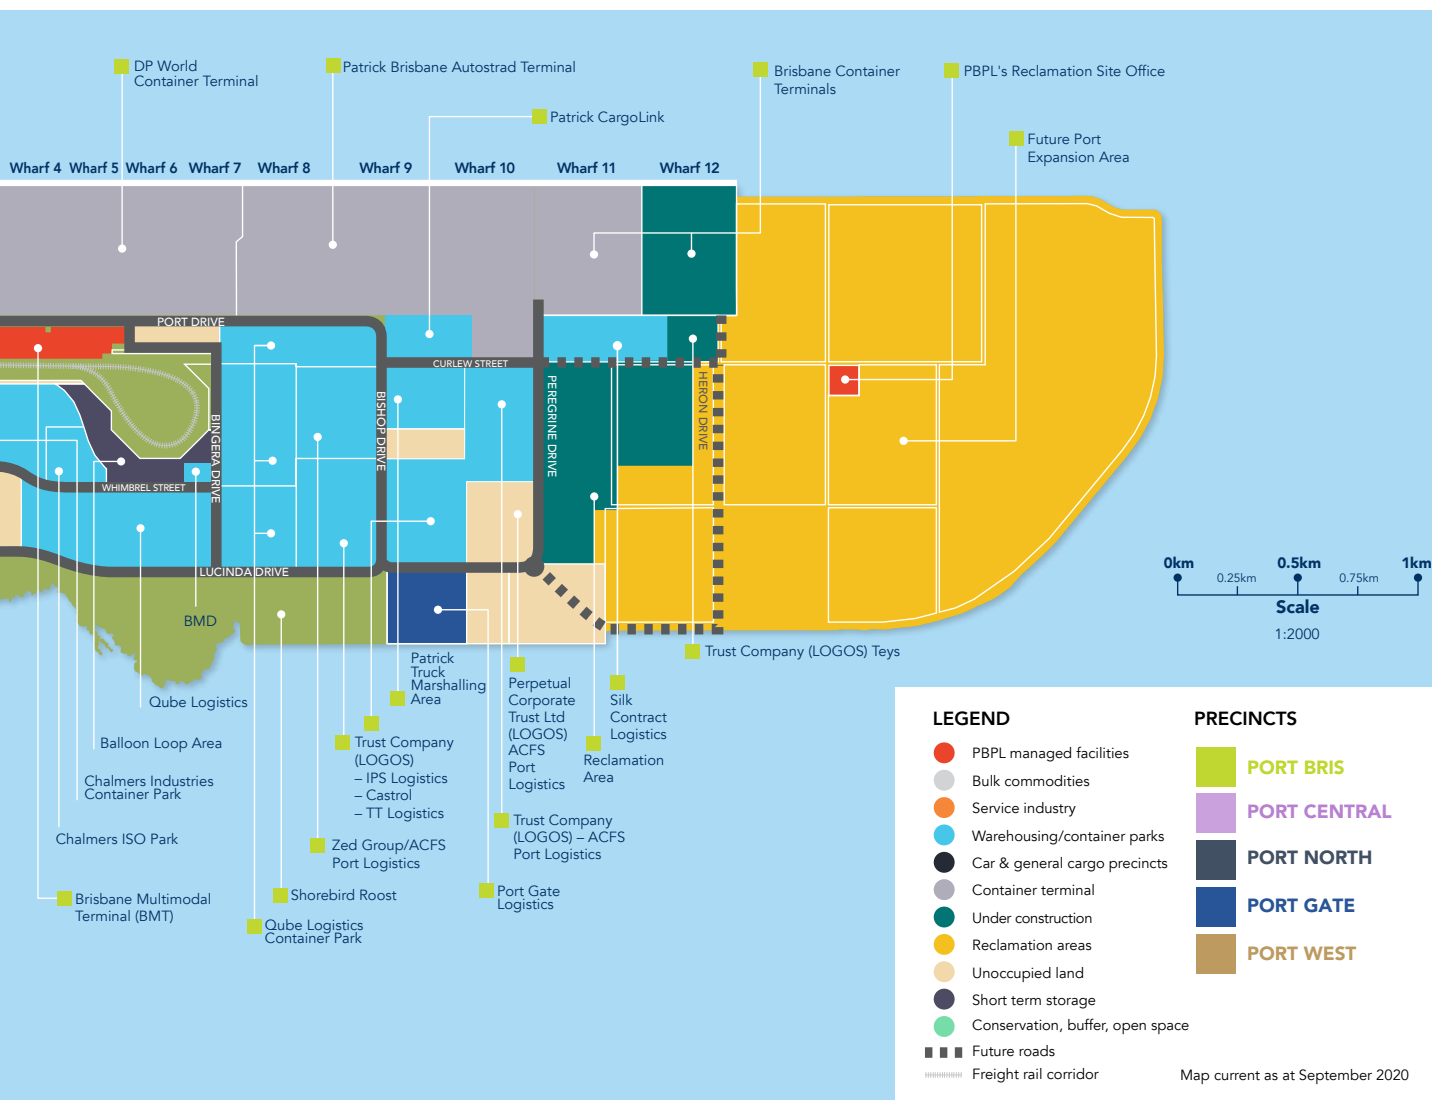 DP World
Container Terminal
Patrick Brisbane Autostrad Terminal
Patrick CargoLink
Brisbane Container
Terminals
PBPL's Reclamation Site Office
Future Port
Expansion Area
Wharf 4
Wharf 5
Wharf 6
Wharf 7
Wharf 8
Wharf 9
Wharf 10
Wharf 11
Wharf 12
PORT DRIVE
CURLEW STREET
BINGERA DRIVE
BISHOP DRIVE
PEREGRINE DRIVE
HERON DRIVE
WHIMBREL STREET
LUCINDA DRIVE
0km
0.25km
0.5km
0.75km
1km
Scale
1:2000
BMD
Qube Logistics
Balloon Loop Area
Chalmers Industries
Container Park
Chalmers ISO Park
Brisbane Multimodal
Terminal (BMT)
Qube Logistics
Container Park
Shorebird Roost
Zed Group/ACFS
Port Logistics
Trust Company
(LOGOS)
– IPS Logistics
– Castrol
– TT Logistics
Patrick
Truck
Marshalling
Area
Port Gate
Logistics
Trust Company
(LOGOS) – ACFS
Port Logistics
Perpetual
Corporate
Trust Ltd
(LOGOS)
ACFS
Port
Logistics
Reclamation
Area
Silk
Contract
Logistics
Trust Company (LOGOS) Teys
LEGEND
PBPL managed facilities
Bulk commodities
Service industry
Warehousing/container parks
Car & general cargo precincts
Container terminal
Under construction
Reclamation areas
Unoccupied land
Short term storage
Conservation, buffer, open space
Future roads
Freight rail corridor
PRECINCTS
PORT BRIS
PORT CENTRAL
PORT NORTH
PORT GATE
PORT WEST
Map current as at September 2020